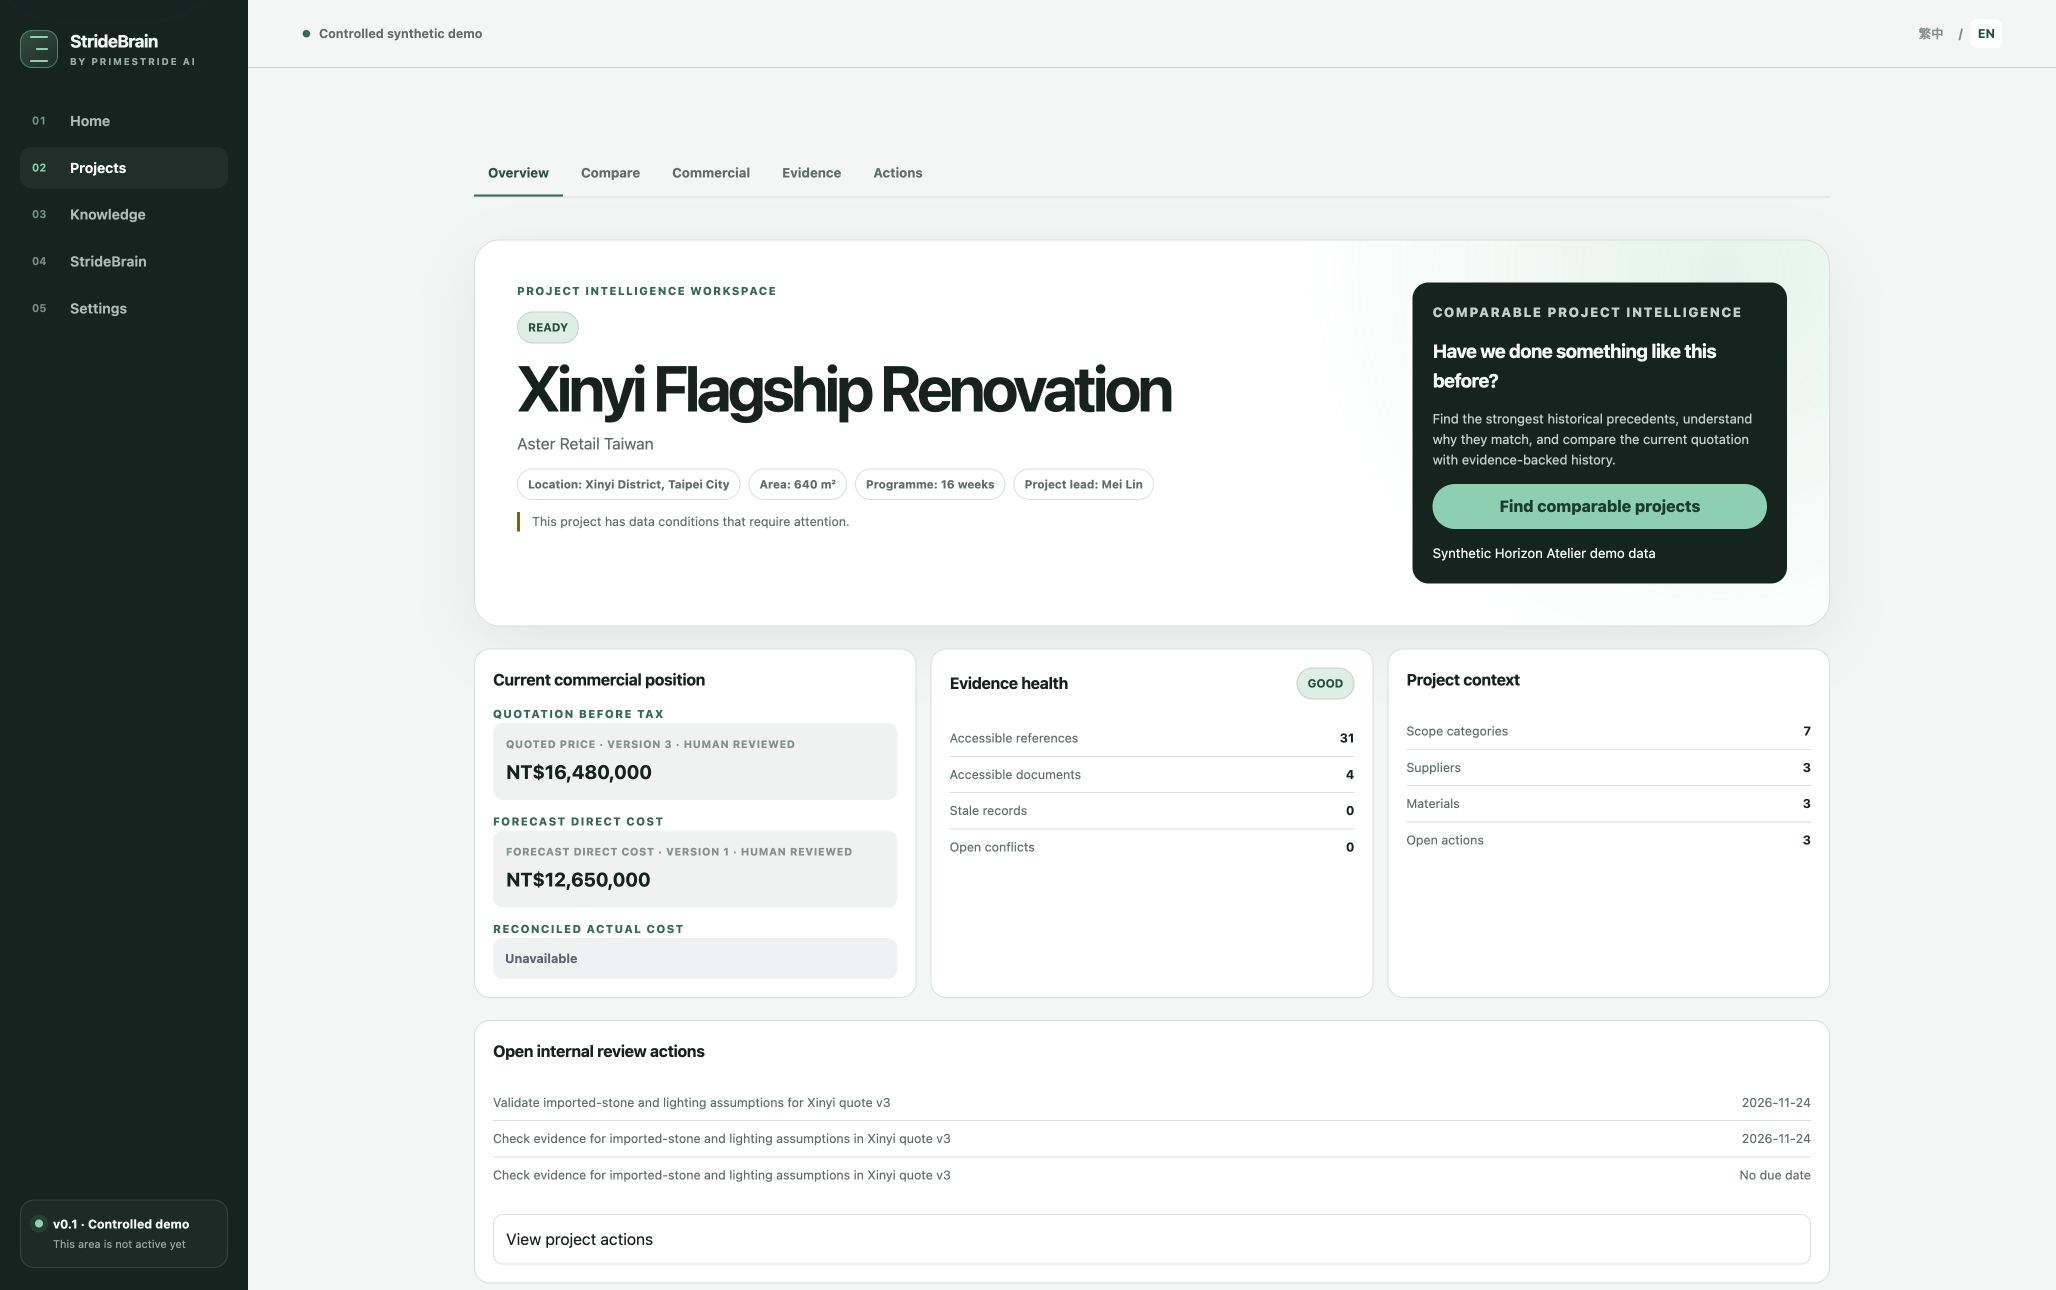 StrideBrain
BY PRIMESTRIDE AI
01 Home
02 Projects
03 Knowledge
04 StrideBrain
05 Settings
v0.1 · Controlled demo
This area is not active yet
Controlled synthetic demo
繁中 / EN
Overview Compare Commercial Evidence Actions
PROJECT INTELLIGENCE WORKSPACE
READY
Xinyi Flagship Renovation
Aster Retail Taiwan
Location: Xinyi District, Taipei City Area: 640 m² Programme: 16 weeks Project lead: Mei Lin
This project has data conditions that require attention.
COMPARABLE PROJECT INTELLIGENCE
Have we done something like this
before?
Find the strongest historical precedents, understand
why they match, and compare the current quotation
with evidence-backed history.
Find comparable projects
Synthetic Horizon Atelier demo data
Current commercial position
QUOTATION BEFORE TAX
QUOTED PRICE · VERSION 3 · HUMAN REVIEWED
NT$16,480,000
FORECAST DIRECT COST
FORECAST DIRECT COST · VERSION 1 · HUMAN REVIEWED
NT$12,650,000
RECONCILED ACTUAL COST
Unavailable
Evidence health GOOD
Accessible references 31
Accessible documents 4
Stale records 0
Open conflicts 0
Project context
Scope categories 7
Suppliers 3
Materials 3
Open actions 3
Open internal review actions
Validate imported-stone and lighting assumptions for Xinyi quote v3 2026-11-24
Check evidence for imported-stone and lighting assumptions in Xinyi quote v3 2026-11-24
Check evidence for imported-stone and lighting assumptions in Xinyi quote v3 No due date
View project actions